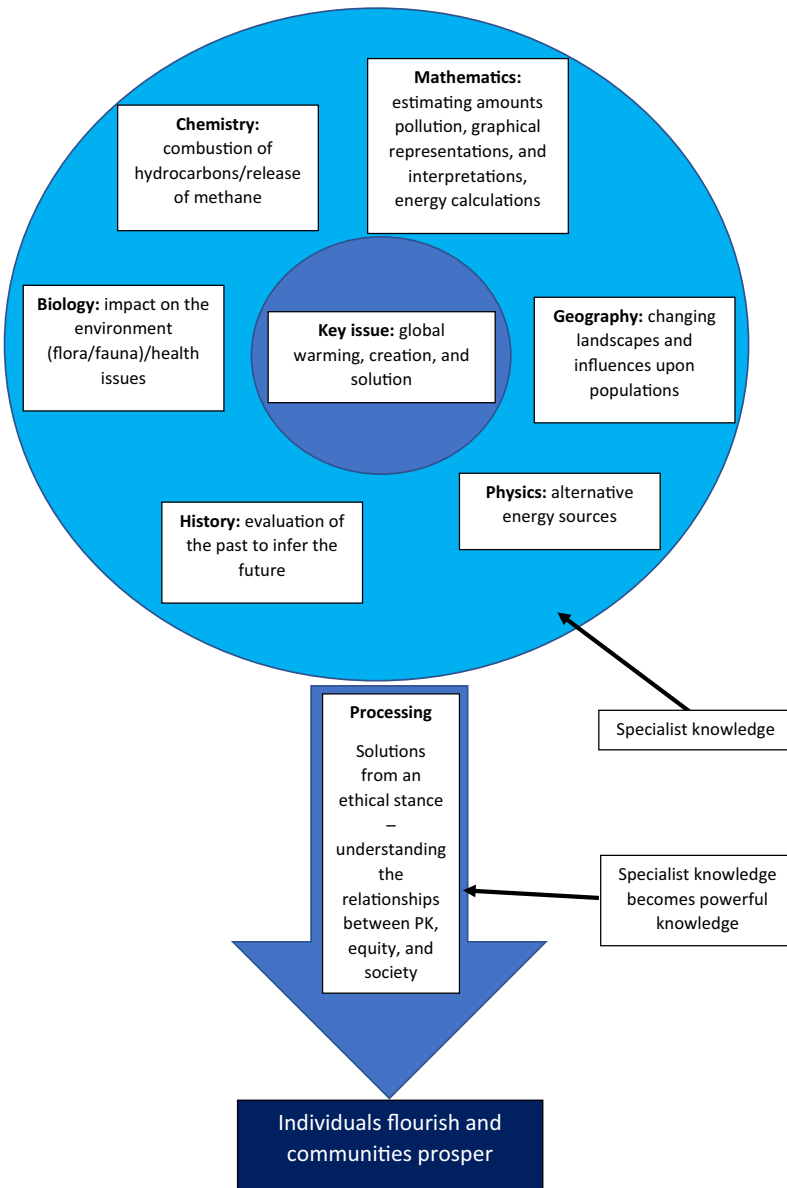 Mathematics:
estimating amounts
pollution, graphical
representations, and
interpretations,
energy calculations
Chemistry:
combustion of
hydrocarbons/release
of methane
Biology: impact on the
environment
(flora/fauna)/health
issues
Key issue: global
warming, creation, and
solution
Geography: changing
landscapes and
influences upon
populations
Physics: alternative
energy sources
History: evaluation of
the past to infer the
future
Specialist knowledge
Processing
Solutions
from an
ethical stance
–
understanding
the
relationships
between PK,
equity, and
society
Specialist knowledge
becomes powerful
knowledge
Individuals flourish and
communities prosper